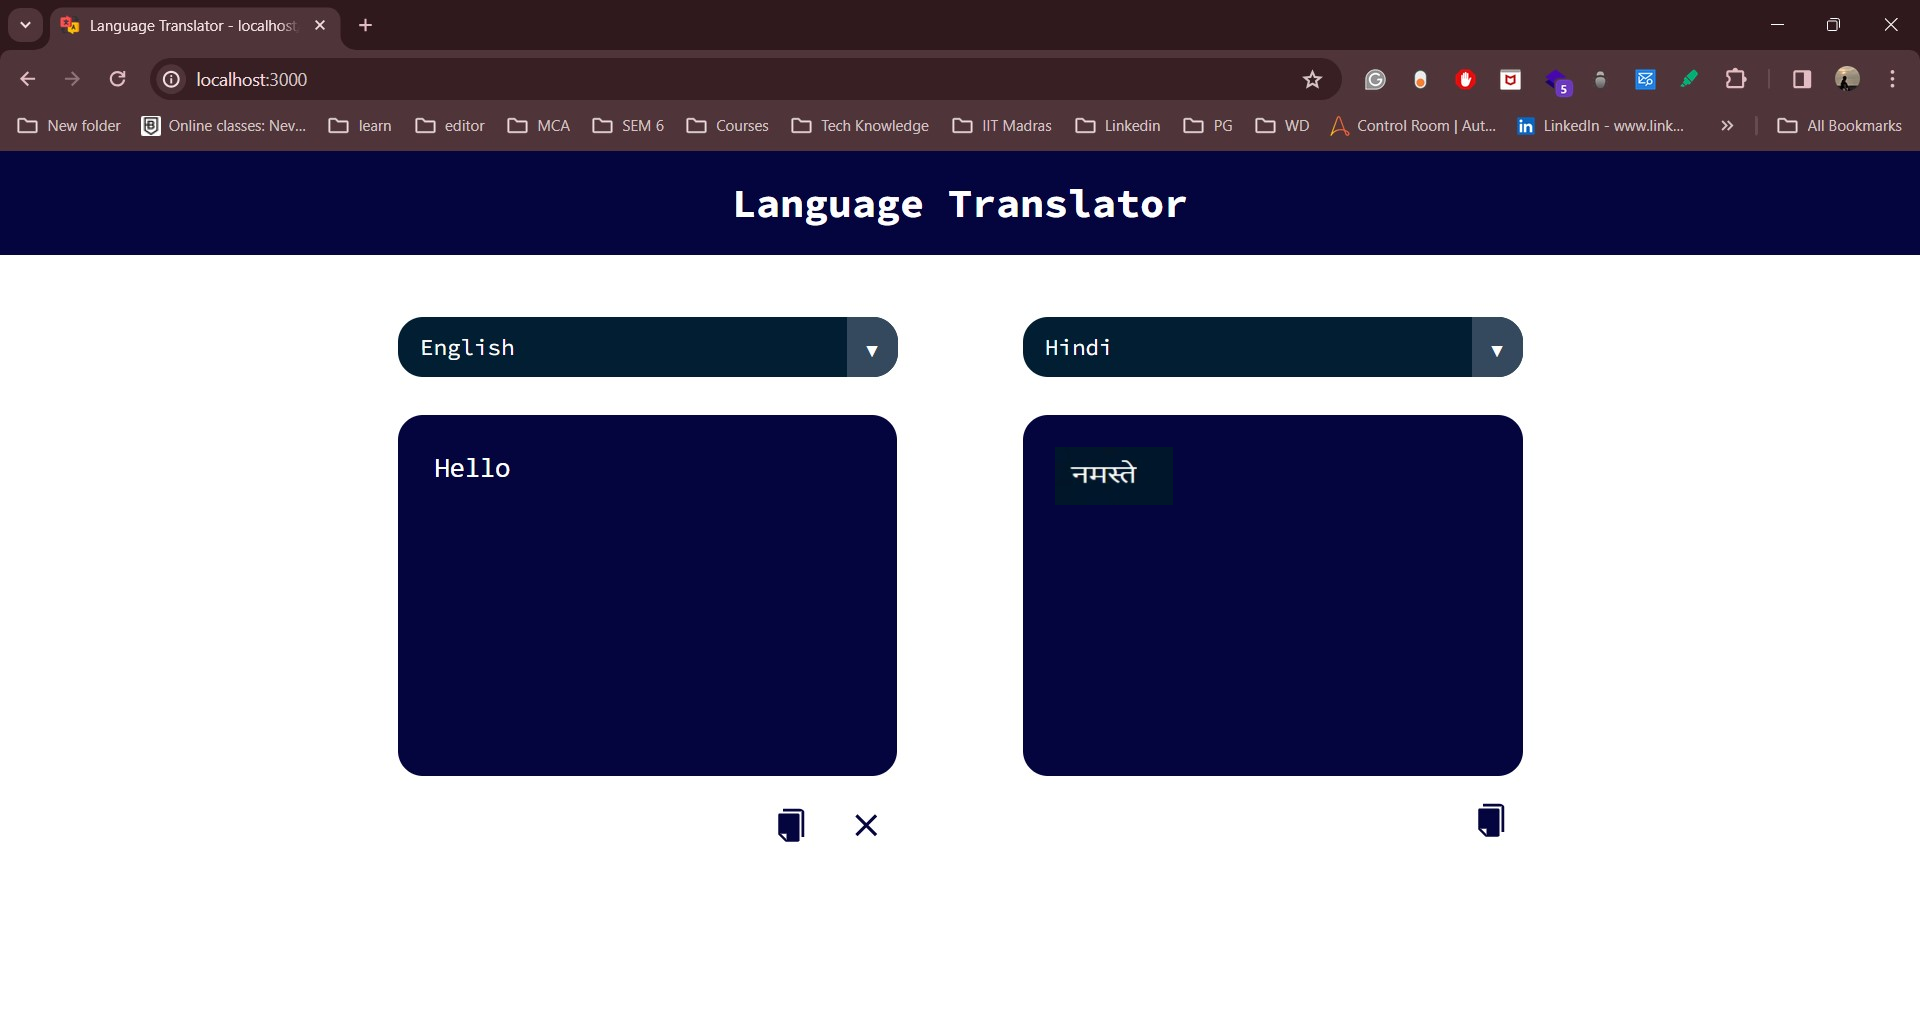 Language Translator - localhost
localhost:3000
5
New folder
Online classes: Nev...
learn
editor
MCA
SEM 6
Courses
Tech Knowledge
IIT Madras
Linkedin
PG
WD
Control Room | Aut...
in
LinkedIn - www.link...
All Bookmarks
Language Translator
English
Hindi
Hello
नमस्ते